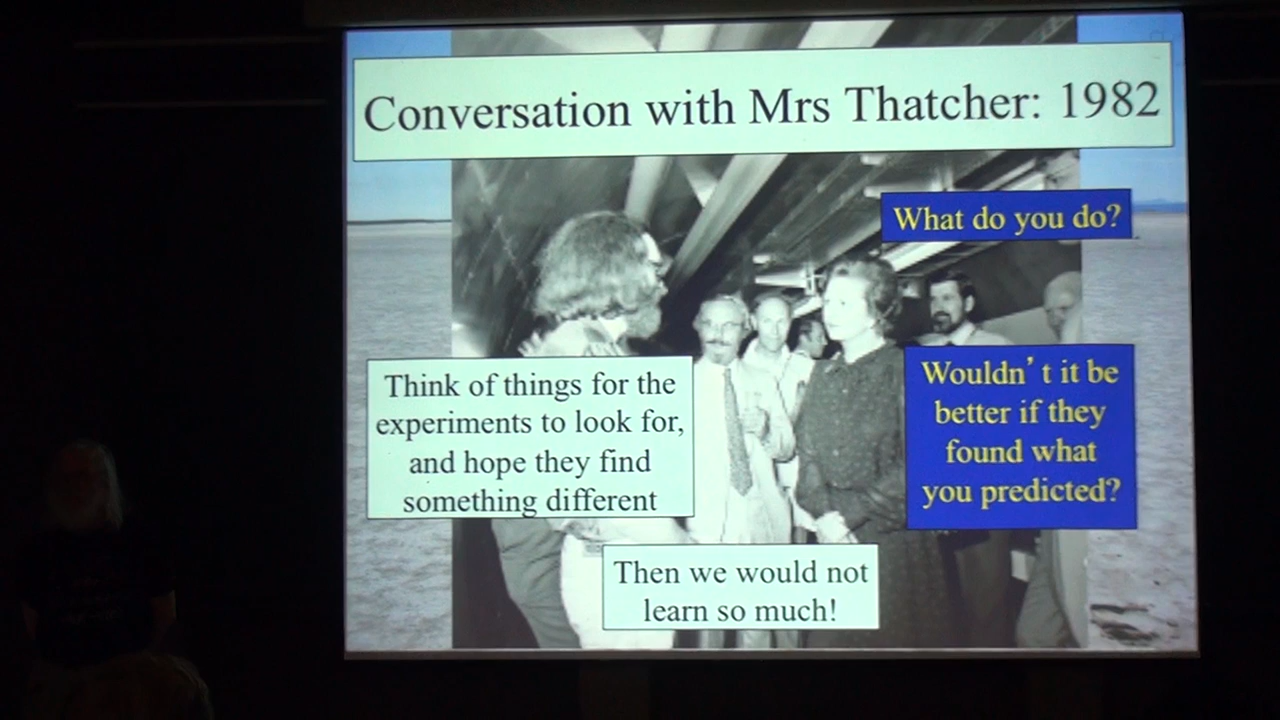 Conversation with Mrs Thatcher: 1982
What do you do?
Think of things for the
experiments to look for,
and hope they find
something different
Wouldn’ t it be
better if they
found what
you predicted?
Then we would not
learn so much!